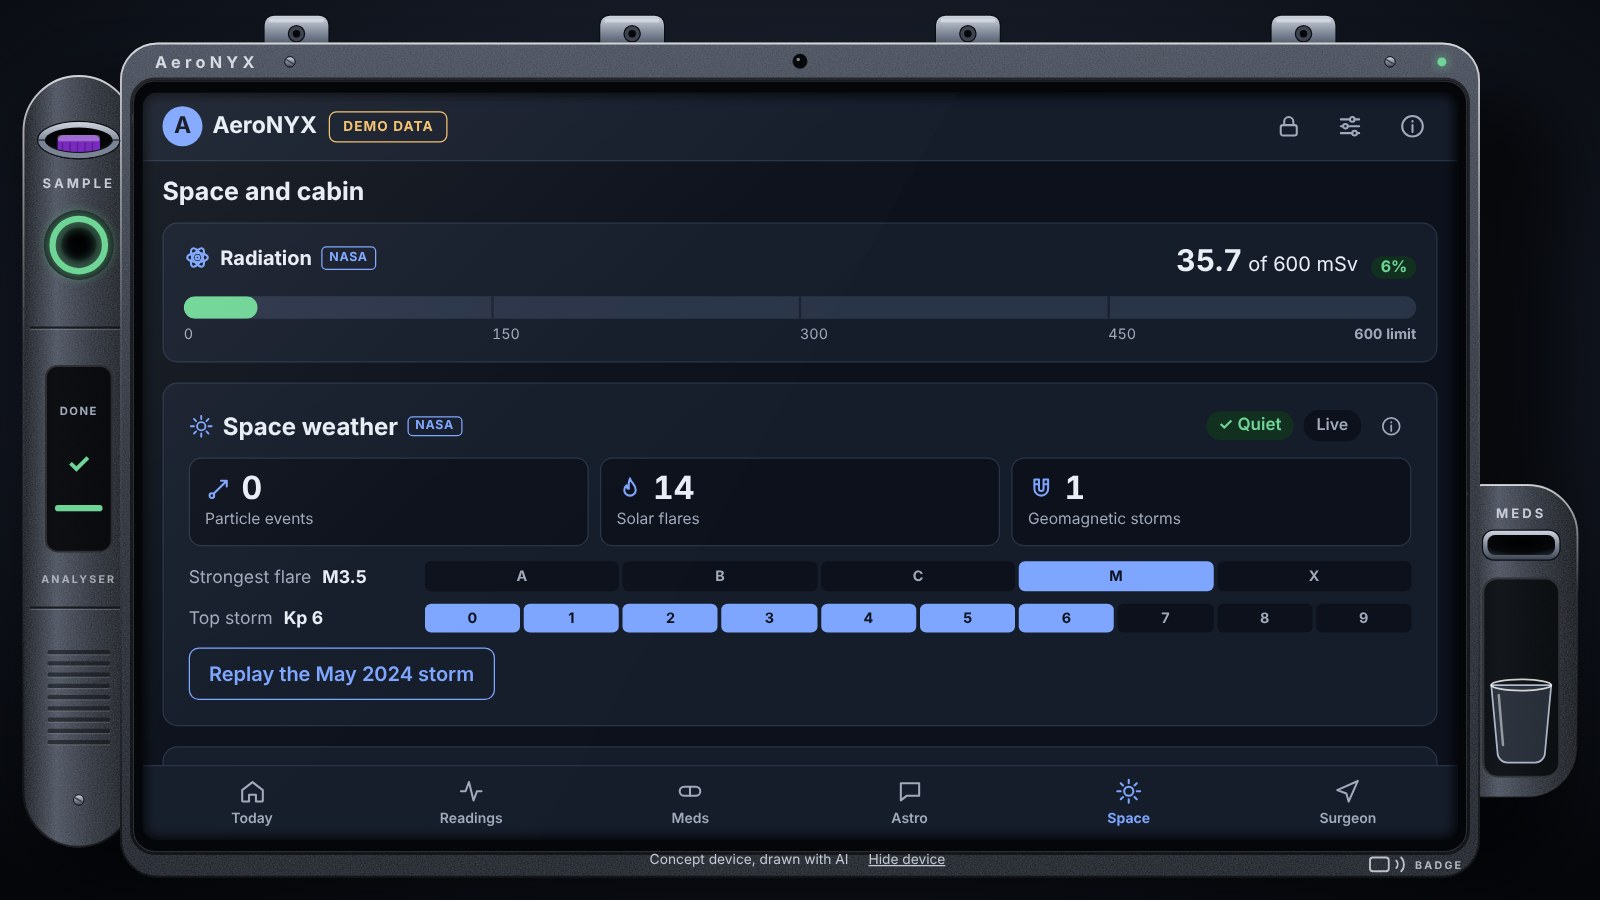 AeroNYX
A AeroNYX DEMO DATA
SAMPLE
Space and cabin
Radiation NASA
35.7 of 600 mSv 6%
0 150 300 450 600 limit
DONE
ANALYSER
Space weather NASA
Quiet Live
0
Particle events
14
Solar flares
1
Geomagnetic storms
Strongest flare M3.5
A B C M X
Top storm Kp 6
0 1 2 3 4 5 6 7 8 9
Replay the May 2024 storm
MEDS
Today Readings Meds Astro Space Surgeon
Concept device, drawn with AI Hide device
BADGE